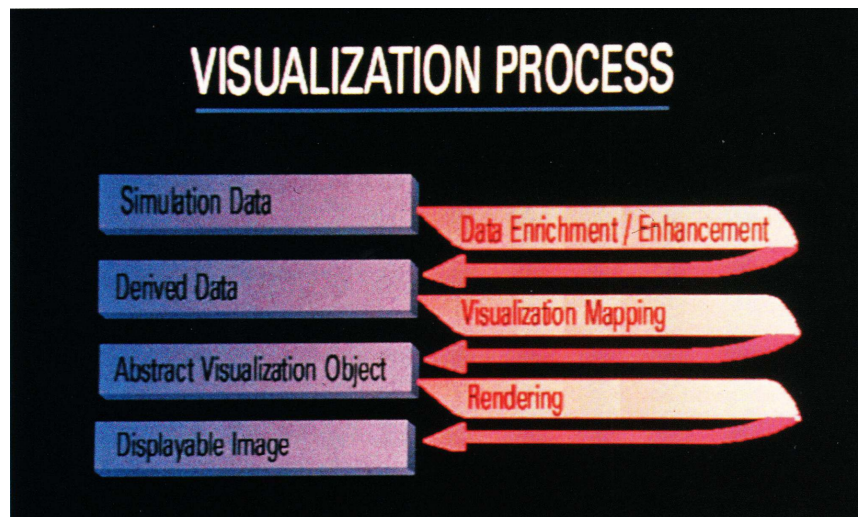 VISUALIZATION PROCESS
Simulation Data
Data Enrichment / Enhancement
Derived Data
Visualization Mapping
Abstract Visualization Object
Rendering
Displayable Image